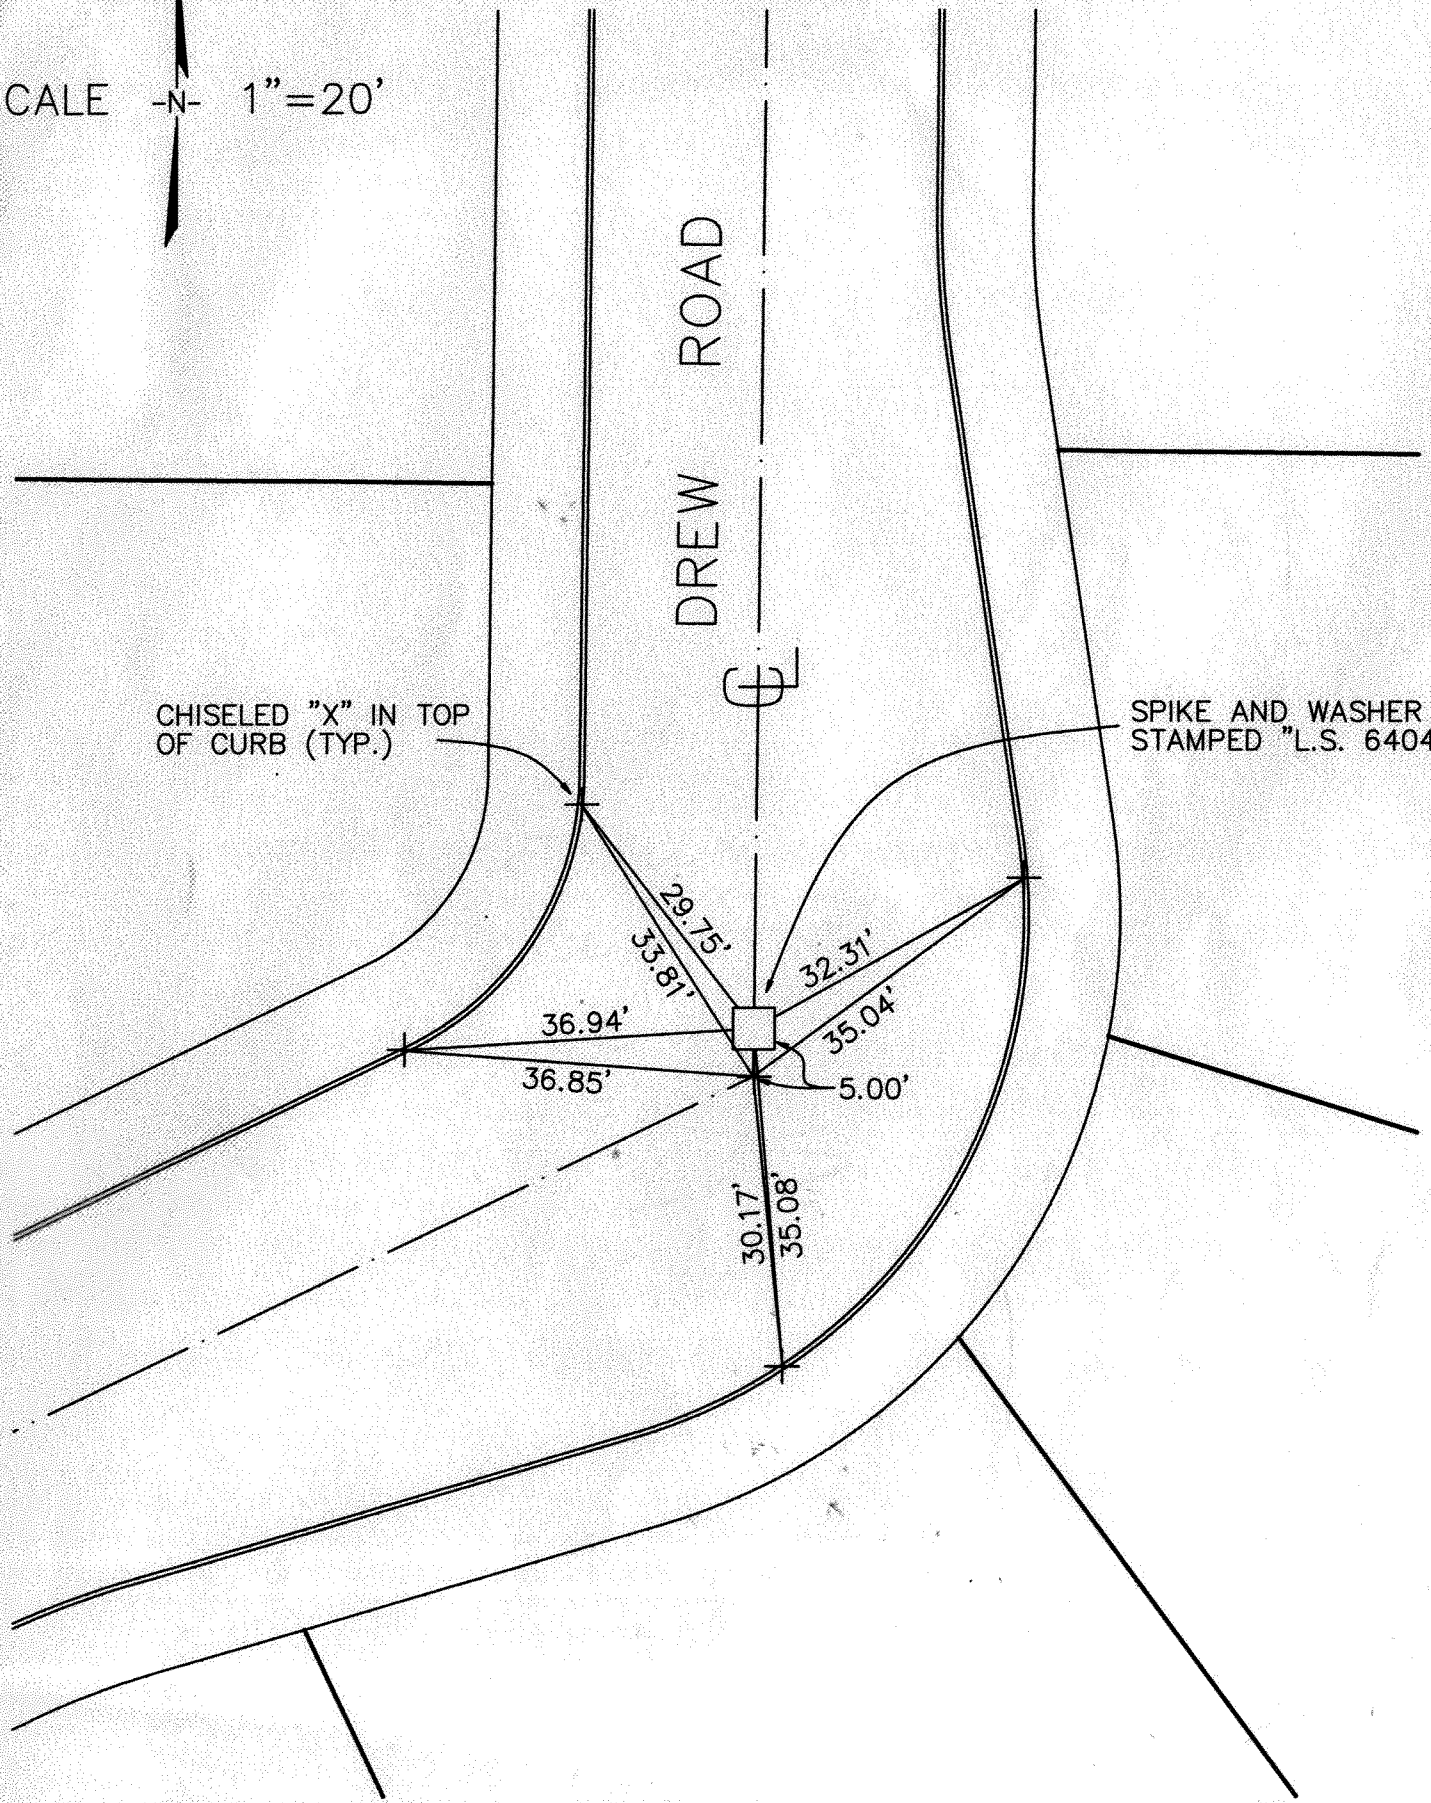 CALE -N- 1"=20'
DREW ROAD
℄
CHISELED "X" IN TOP
OF CURB (TYP.)
SPIKE AND WASHER
STAMPED "L.S. 6404
29.75'
33.81'
32.31'
35.04'
36.94'
36.85'
5.00'
30.17'
35.08'